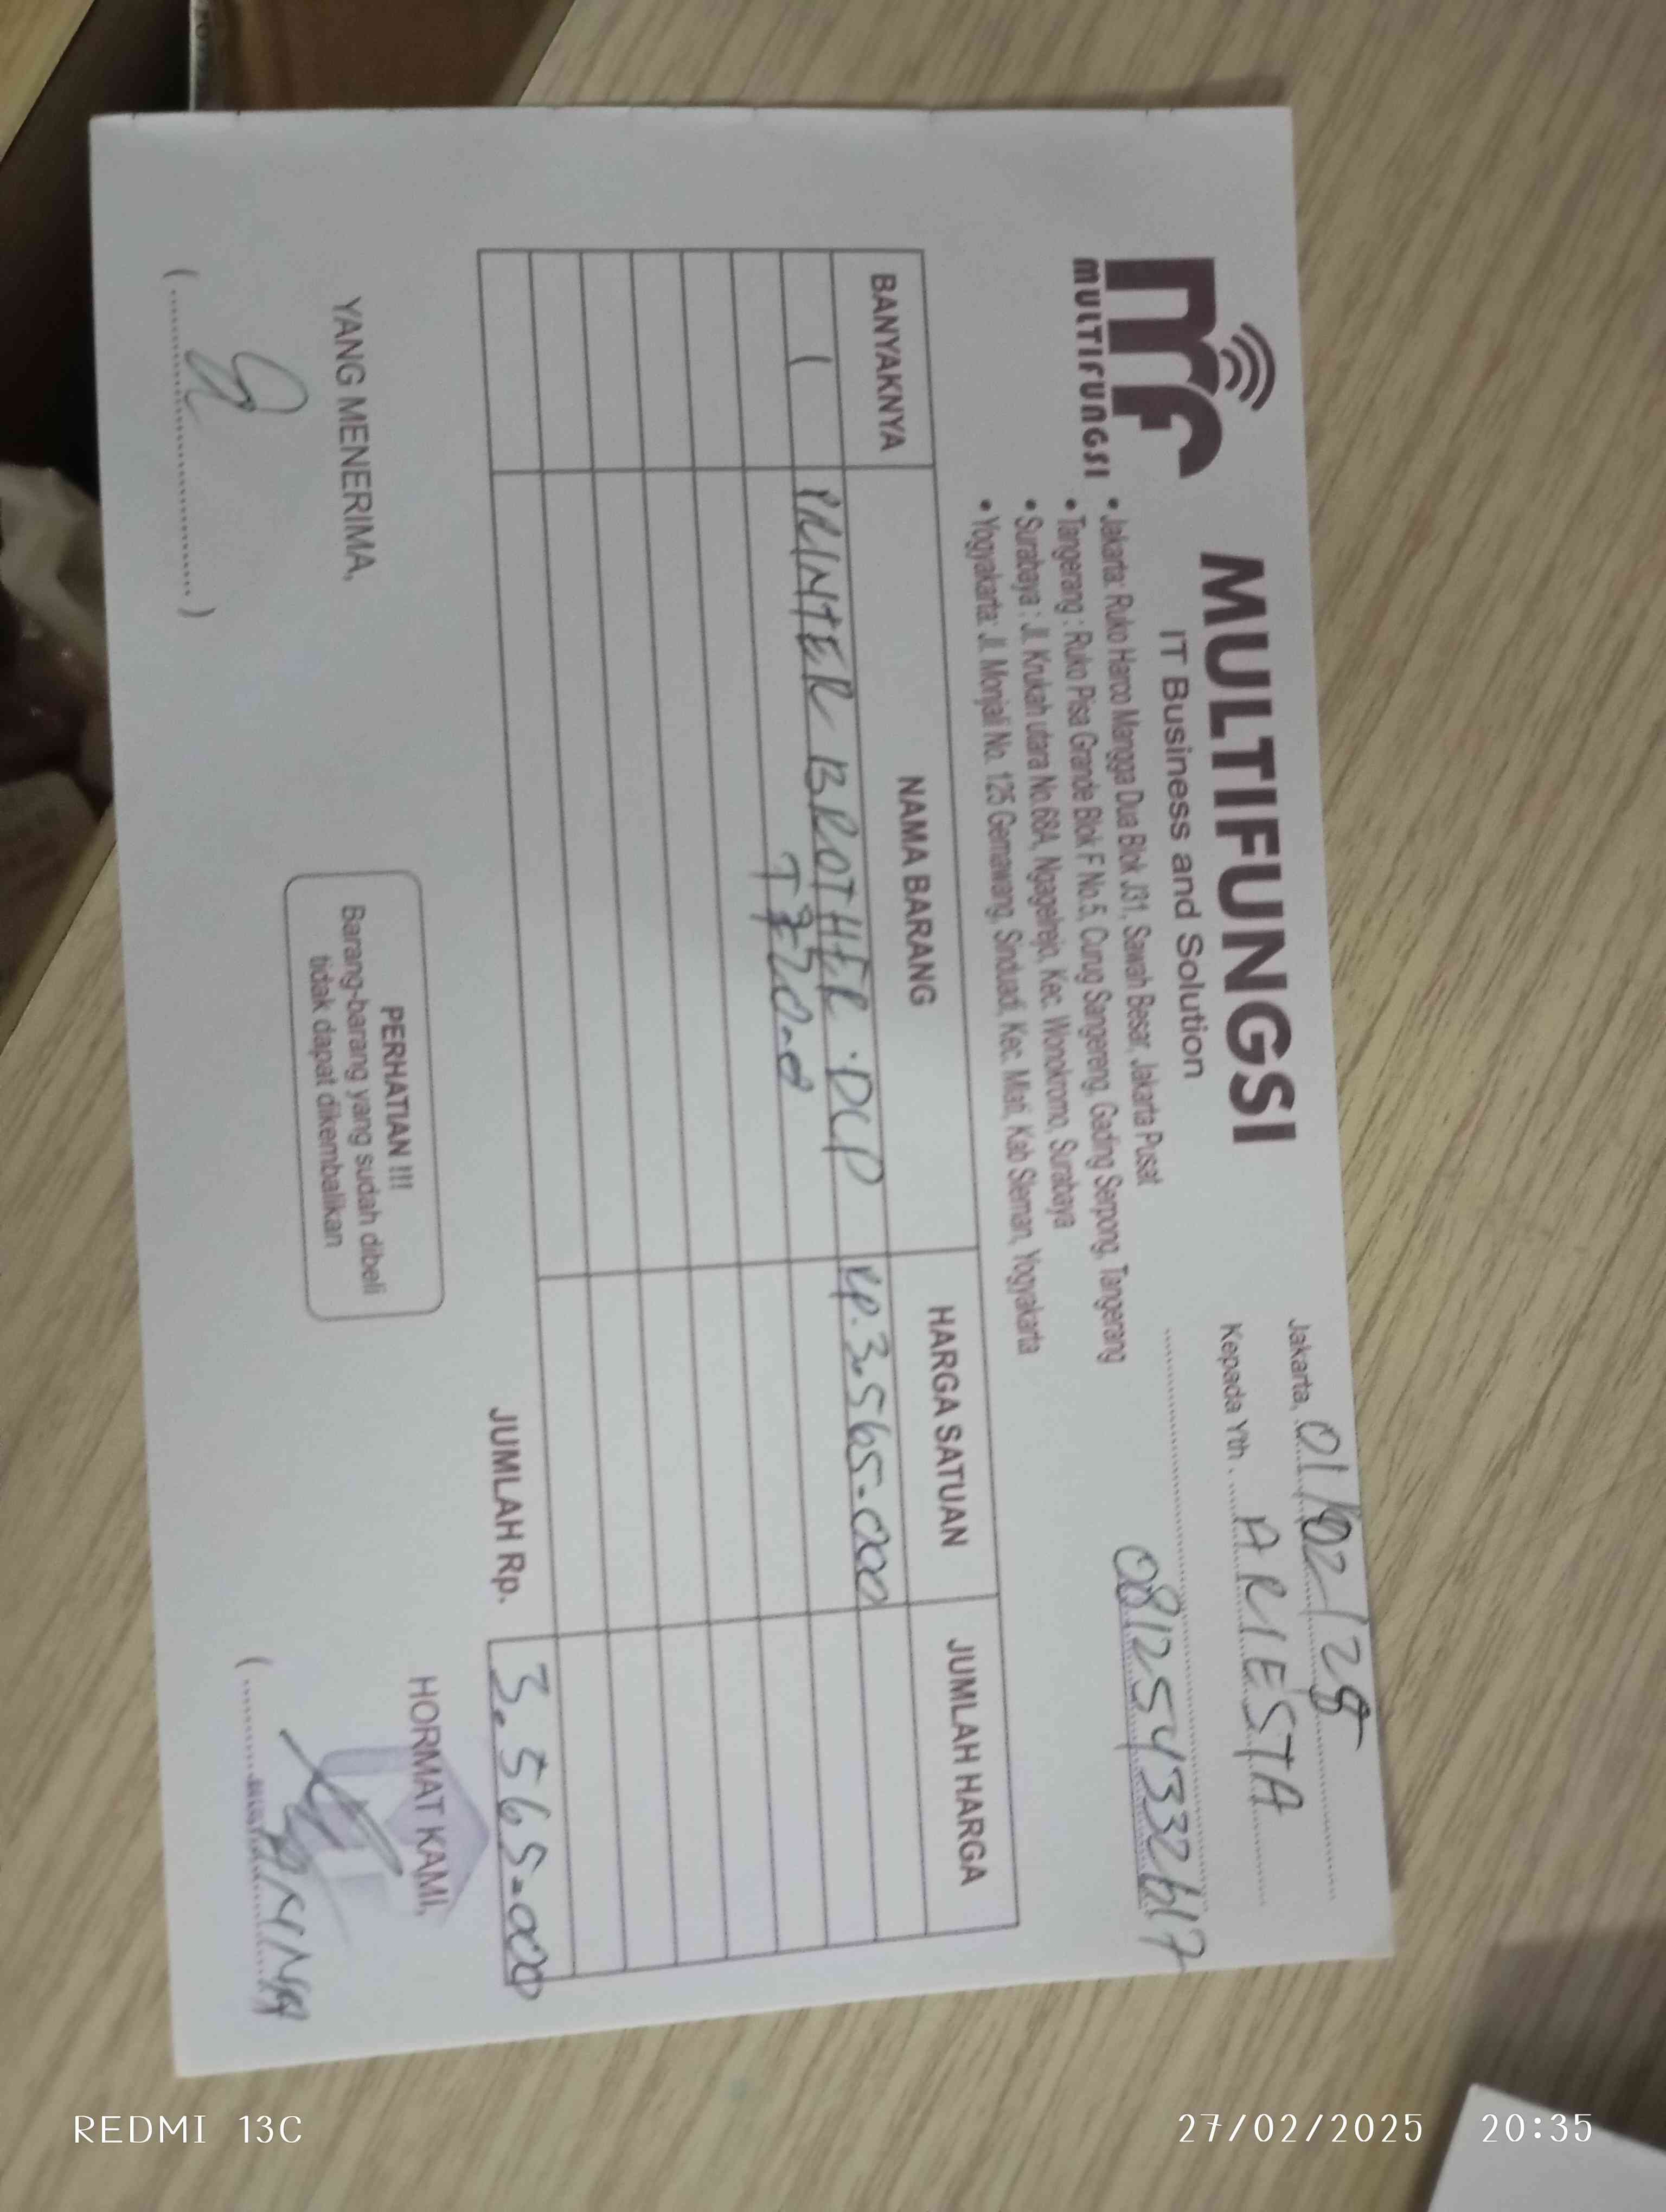 MULTIFUNGSI
MULTIFUNGSI
IT Business and Solution
• Jakarta: Ruko Harco Mangga Dua Blok J31, Sawah Besar, Jakarta Pusat
• Tangerang : Ruko Pisa Grande Blok F No.5, Curug Sangereng, Gading Serpong, Tangerang
• Surabaya : Jl. Krukah utara No.68A, Ngagelrejo, Kec. Wonokromo, Surabaya
• Yogyakarta: Jl. Monjali No. 125 Gemawang, Sinduadi, Kec. Mlati, Kab Sleman, Yogyakarta
Jakarta, 01/02/25
Kepada Yth. ARIESTA
BANYAKNYA NAMA BARANG HARGA SATUAN JUMLAH HARGA
1 PRINTER BROTHER DCP Rp. 3.565.000
JUMLAH Rp. 3.565.000
YANG MENERIMA,
PERHATIAN !!!
Barang-barang yang sudah dibeli
tidak dapat dikembalikan
HORMAT KAMI,
REDMI 13C
27/02/2025 20:35